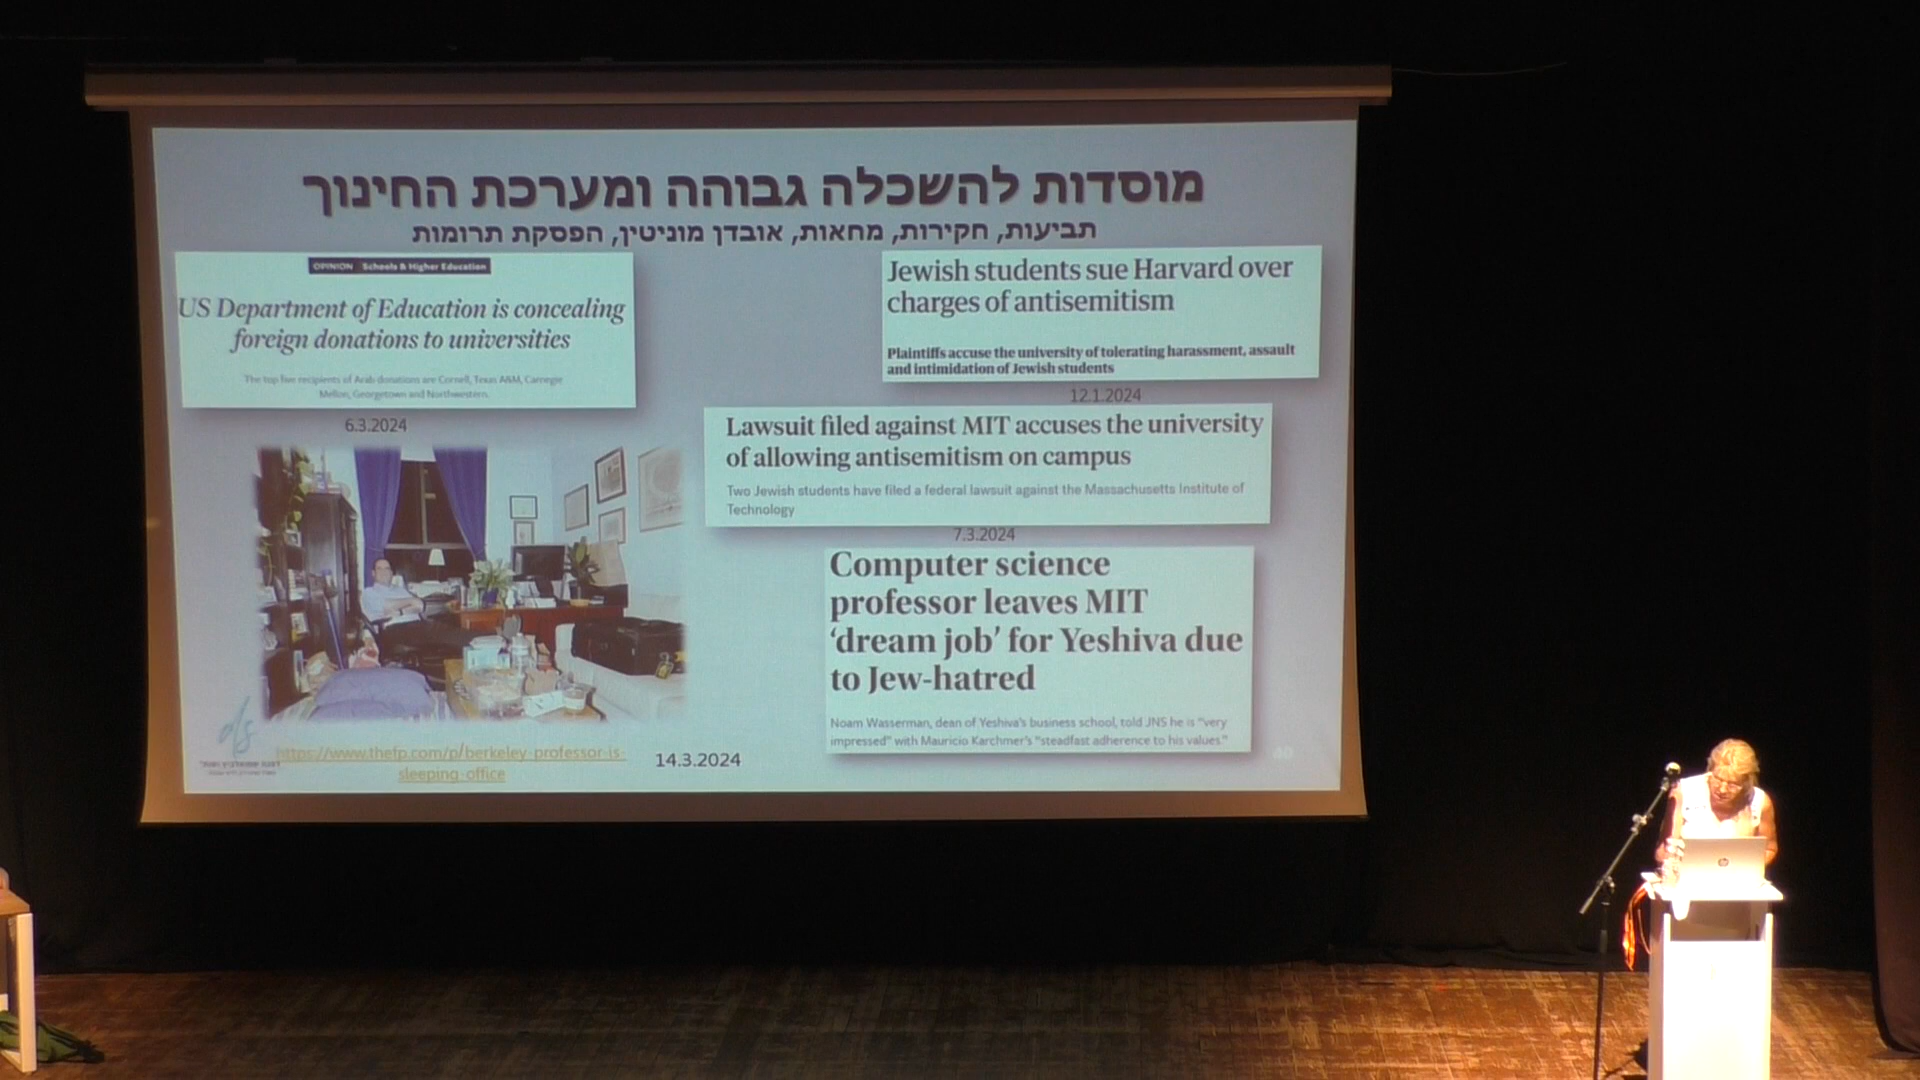 מוסדות להשכלה גבוהה ומערכת החינוך
תביעות, חקירות, מחאות, אובדן מוניטין, הפסקת תרומות
OPINION Schools & Higher Education
US Department of Education is concealing
foreign donations to universities
The top five recipients of Arab donations are Cornell, Texas A&M, Carnegie
Mellon, Georgetown and Northwestern.
6.3.2024
Jewish students sue Harvard over
charges of antisemitism
Plaintiffs accuse the university of tolerating harassment, assault
and intimidation of Jewish students
12.1.2024
Lawsuit filed against MIT accuses the university
of allowing antisemitism on campus
Two Jewish students have filed a federal lawsuit against the Massachusetts Institute of
Technology
7.3.2024
Computer science
professor leaves MIT
‘dream job’ for Yeshiva due
to Jew-hatred
Noam Wasserman, dean of Yeshiva's business school, told JNS he is "very
impressed" with Mauricio Karchmer's "steadfast adherence to his values"
https://www.thefp.com/p/berkeley-professor-is-
sleeping-office
14.3.2024
ds
hp